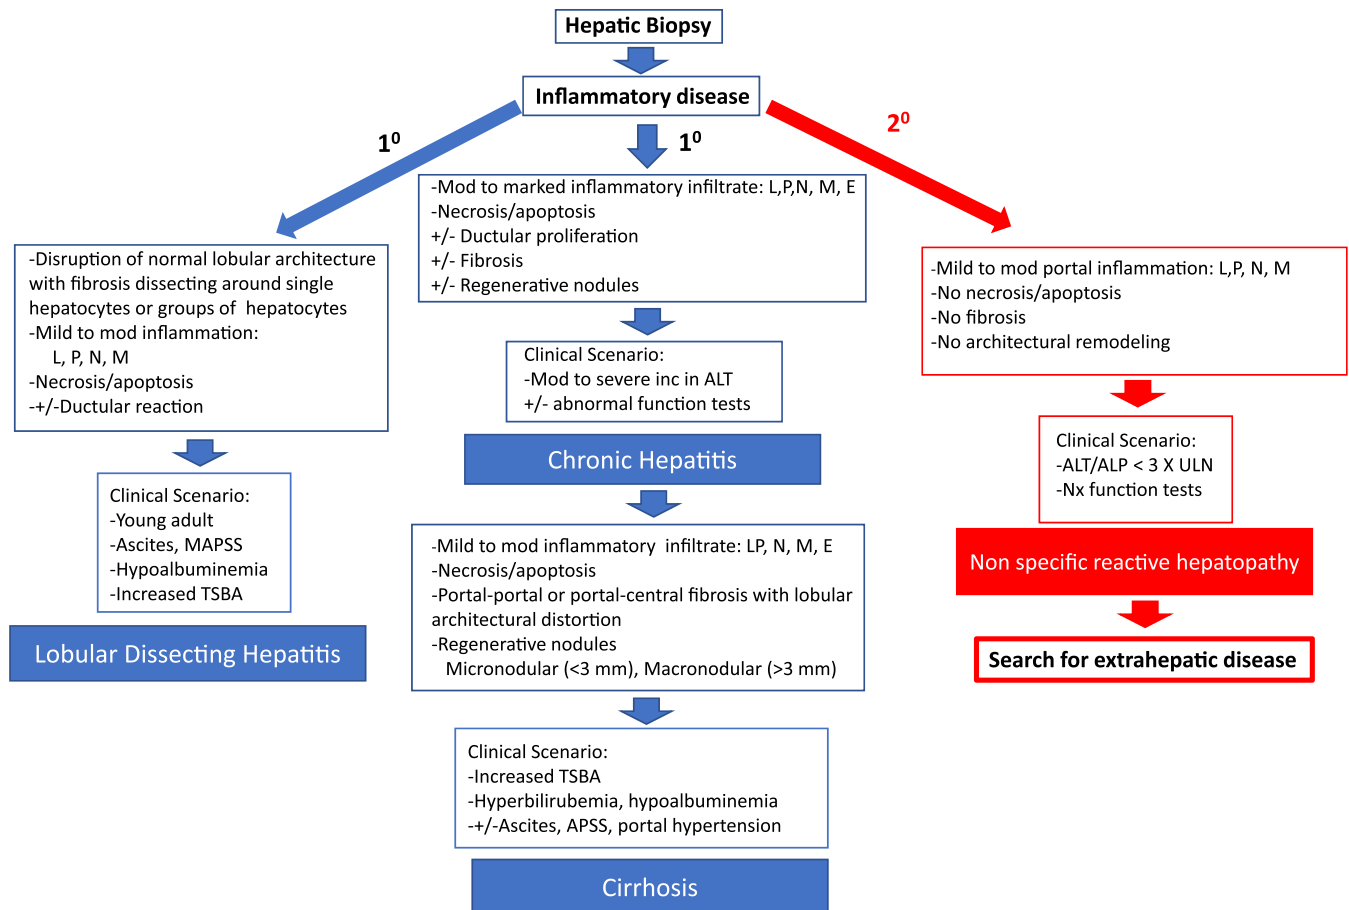 Hepatic Biopsy
Inflammatory disease
1⁰
1⁰
2⁰
-Disruption of normal lobular architecture
with fibrosis dissecting around single
hepatocytes or groups of hepatocytes
-Mild to mod inflammation:
L, P, N, M
-Necrosis/apoptosis
-+/-Ductular reaction
Clinical Scenario:
-Young adult
-Ascites, MAPSS
-Hypoalbuminemia
-Increased TSBA
Lobular Dissecting Hepatitis
-Mod to marked inflammatory infiltrate: L,P,N, M, E
-Necrosis/apoptosis
+/- Ductular proliferation
+/- Fibrosis
+/- Regenerative nodules
Clinical Scenario:
-Mod to severe inc in ALT
+/- abnormal function tests
Chronic Hepatitis
-Mild to mod inflammatory infiltrate: LP, N, M, E
-Necrosis/apoptosis
-Portal-portal or portal-central fibrosis with lobular
architectural distortion
-Regenerative nodules
Micronodular (<3 mm), Macronodular (>3 mm)
Clinical Scenario:
-Increased TSBA
-Hyperbilirubemia, hypoalbuminemia
-+/-Ascites, APSS, portal hypertension
Cirrhosis
-Mild to mod portal inflammation: L,P, N, M
-No necrosis/apoptosis
-No fibrosis
-No architectural remodeling
Clinical Scenario:
-ALT/ALP < 3 X ULN
-Nx function tests
Non specific reactive hepatopathy
Search for extrahepatic disease